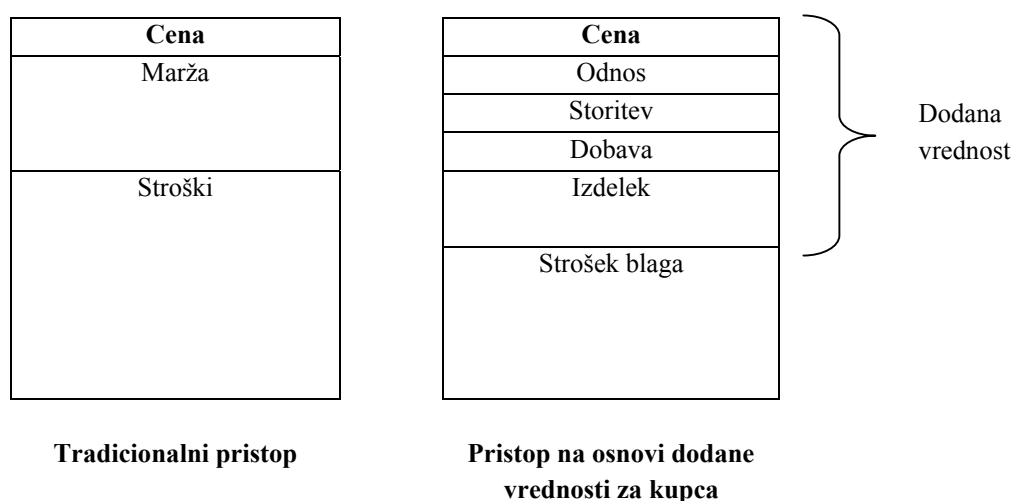 Cena
Marža
Stroški
Tradicionalni pristop
Cena
Odnos
Storitev
Dobava
Izdelek
Strošek blaga
Pristop na osnovi dodane
vrednosti za kupca
Dodana
vrednost